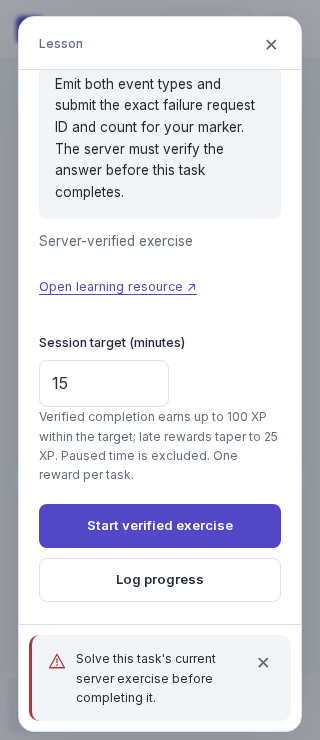 Lesson
Emit both event types and
submit the exact failure request
ID and count for your marker.
The server must verify the
answer before this task
completes.
Server-verified exercise
Open learning resource ↗
Session target (minutes)
15
Verified completion earns up to 100 XP
within the target; late rewards taper to 25
XP. Paused time is excluded. One
reward per task.
Start verified exercise
Log progress
Solve this task's current
server exercise before
completing it.